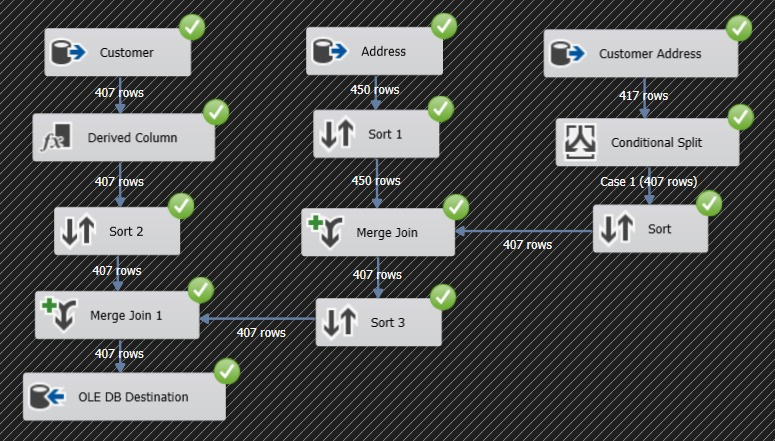 Customer
Address
Customer Address
407 rows
450 rows
417 rows
fx
Derived Column
Sort 1
Conditional Split
407 rows
450 rows
Case 1 (407 rows)
Sort 2
Merge Join
407 rows
Sort
407 rows
407 rows
Merge Join 1
407 rows
Sort 3
407 rows
OLE DB Destination